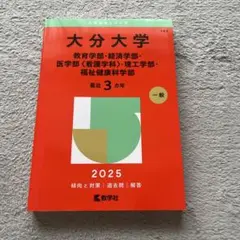 大分大学
教育学部・経済学部・
医学部〈看護学科〉・理工学部・
福祉健康科学部
最近3カ年
一般
2025
傾向と対策｜過去問｜解答
教学社